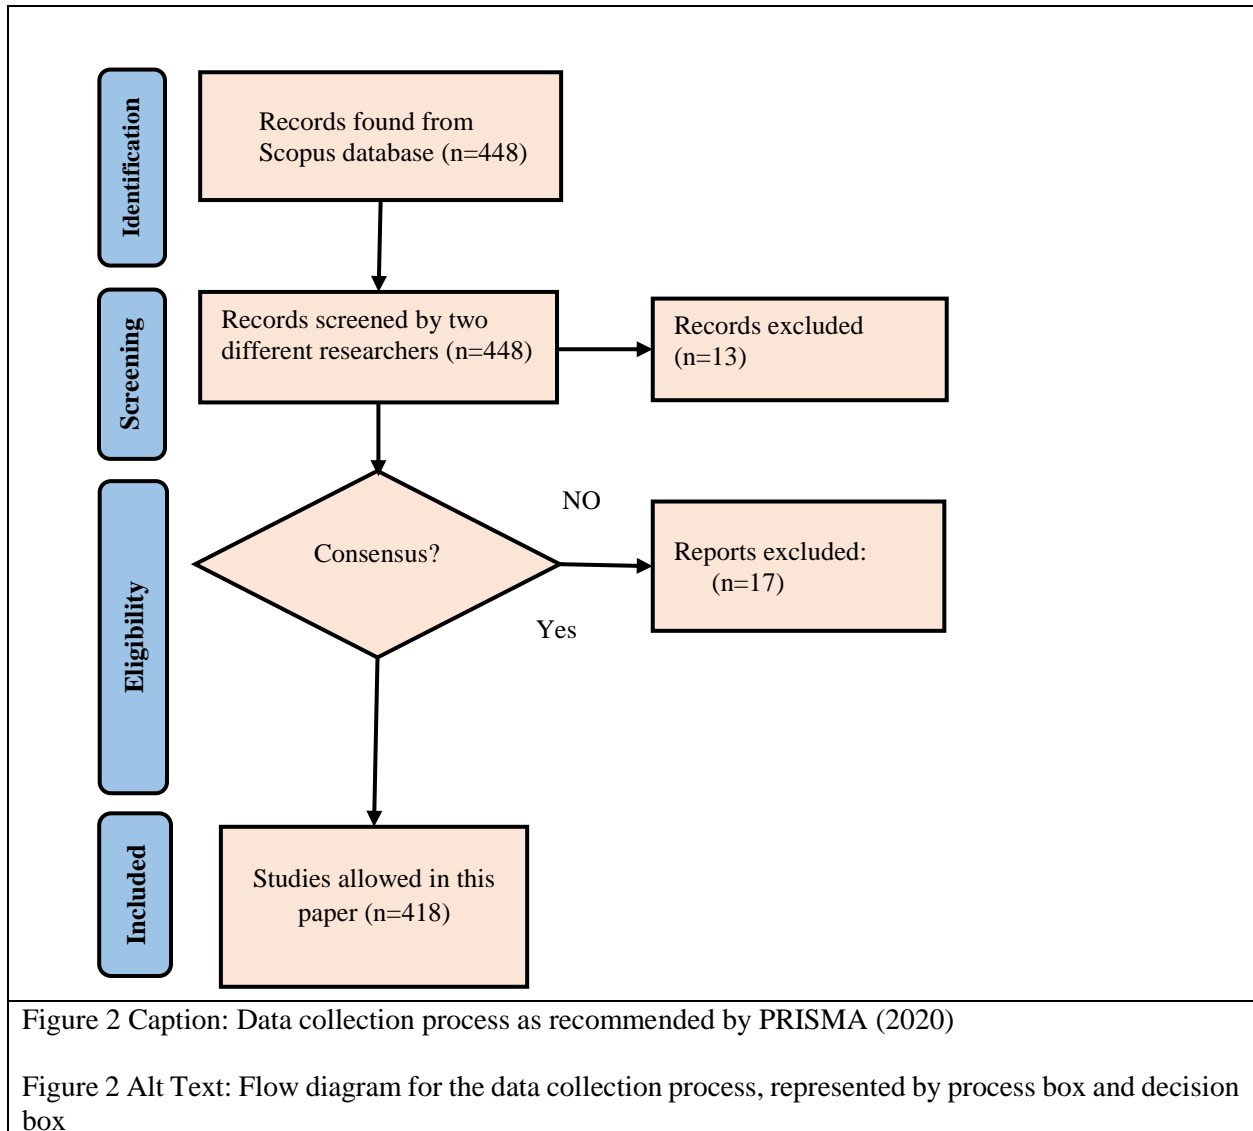 Identification
Records found from
Scopus database (n=448)
Screening
Records screened by two
different researchers (n=448)
Records excluded
(n=13)
Eligibility
Consensus?
NO
Yes
Reports excluded:
(n=17)
Included
Studies allowed in this
paper (n=418)
Figure 2 Caption: Data collection process as recommended by PRISMA (2020)
Figure 2 Alt Text: Flow diagram for the data collection process, represented by process box and decision
box